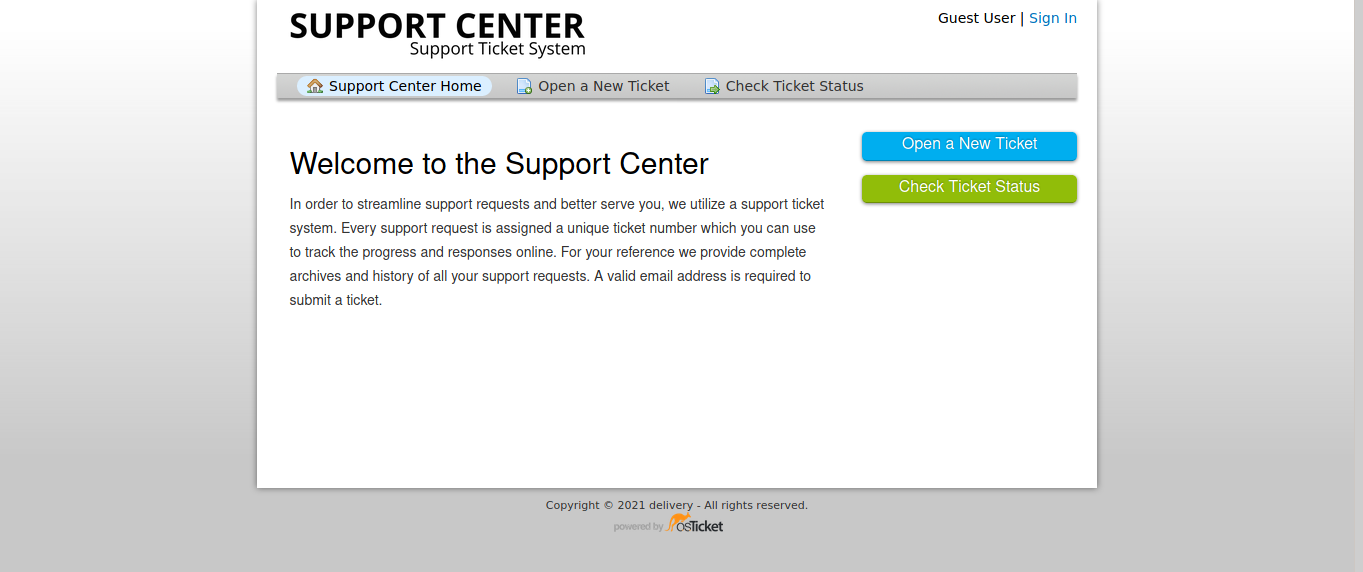 SUPPORT CENTER
Support Ticket System
Guest User | Sign In
Support Center Home
Open a New Ticket
Check Ticket Status
Welcome to the Support Center
In order to streamline support requests and better serve you, we utilize a support ticket
system. Every support request is assigned a unique ticket number which you can use
to track the progress and responses online. For your reference we provide complete
archives and history of all your support requests. A valid email address is required to
submit a ticket.
Open a New Ticket
Check Ticket Status
Copyright © 2021 delivery - All rights reserved.
powered by osTicket